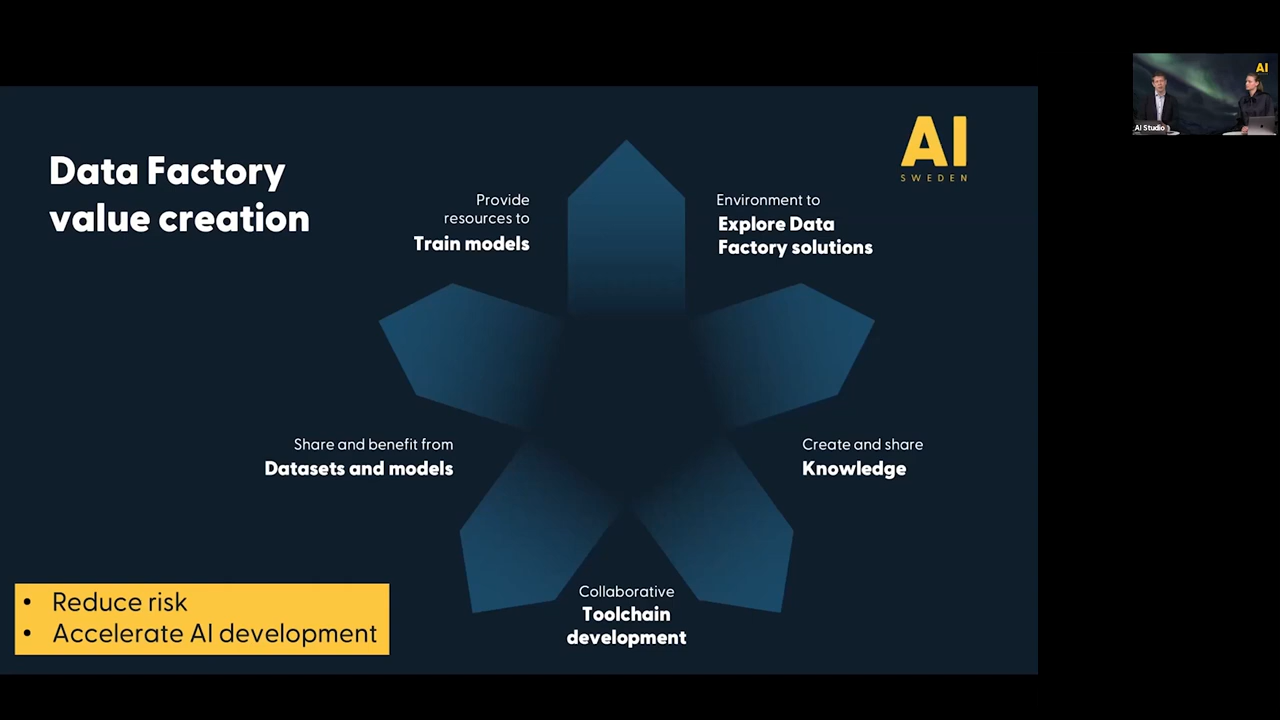 Data Factory
value creation
AI
SWEDEN
Provide
resources to
Train models
Environment to
Explore Data
Factory solutions
Share and benefit from
Datasets and models
Create and share
Knowledge
Collaborative
Toolchain
development
• Reduce risk
• Accelerate AI development
AI
AI Studio